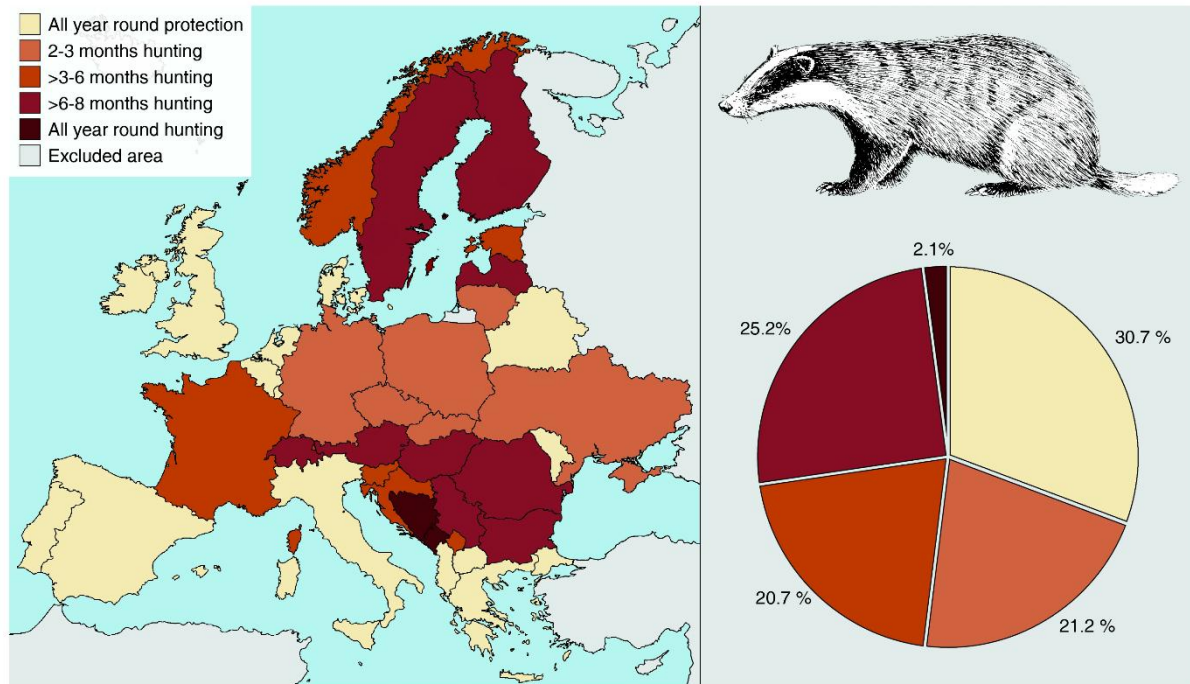 All year round protection
2-3 months hunting
>3-6 months hunting
>6-8 months hunting
All year round hunting
Excluded area
2.1%
30.7 %
25.2%
20.7 %
21.2 %